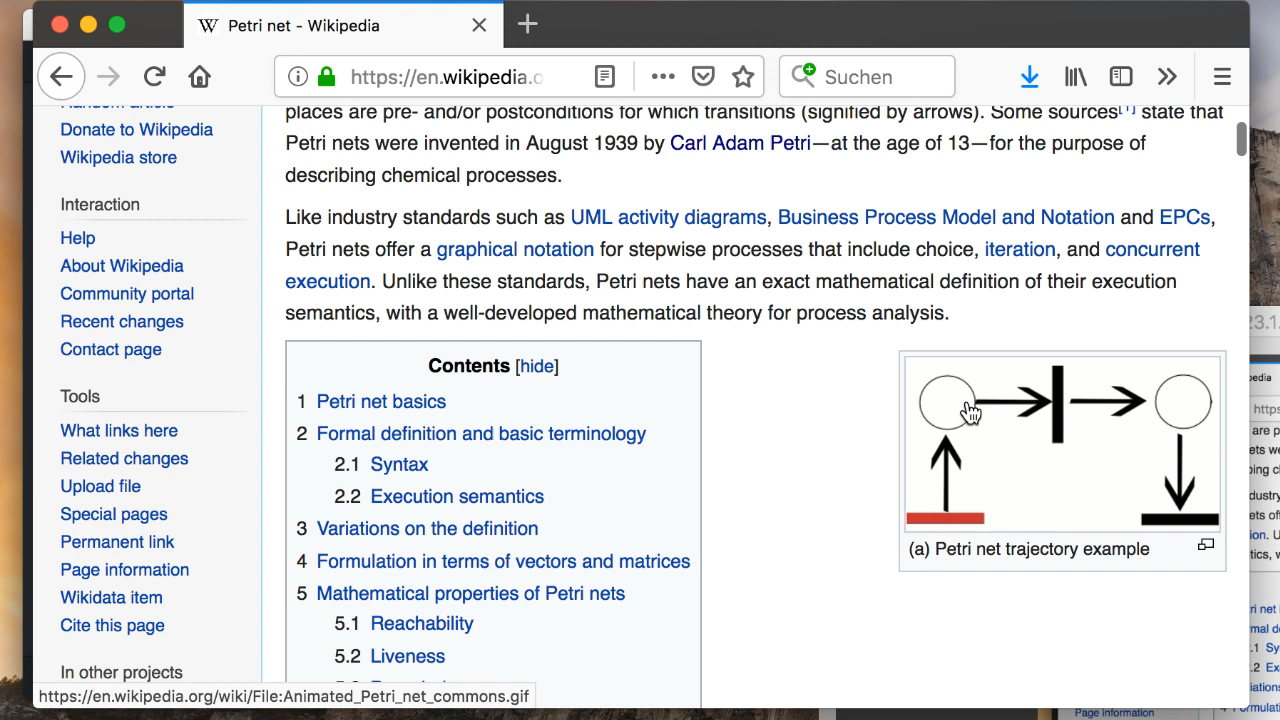 Petri net - Wikipedia
https://en.wikipedia.o
Suchen
Random article
Donate to Wikipedia
Wikipedia store
Interaction
Help
About Wikipedia
Community portal
Recent changes
Contact page
Tools
What links here
Related changes
Upload file
Special pages
Permanent link
Page information
Wikidata item
Cite this page
In other projects
places are pre- and/or postconditions for which transitions (signified by arrows). Some sources[1] state that
Petri nets were invented in August 1939 by Carl Adam Petri—at the age of 13—for the purpose of
describing chemical processes.
Like industry standards such as UML activity diagrams, Business Process Model and Notation and EPCs,
Petri nets offer a graphical notation for stepwise processes that include choice, iteration, and concurrent
execution. Unlike these standards, Petri nets have an exact mathematical definition of their execution
semantics, with a well-developed mathematical theory for process analysis.
Contents [hide]
1 Petri net basics
2 Formal definition and basic terminology
2.1 Syntax
2.2 Execution semantics
3 Variations on the definition
4 Formulation in terms of vectors and matrices
5 Mathematical properties of Petri nets
5.1 Reachability
5.2 Liveness
(a) Petri net trajectory example
https://en.wikipedia.org/wiki/File:Animated_Petri_net_commons.gif
Page information